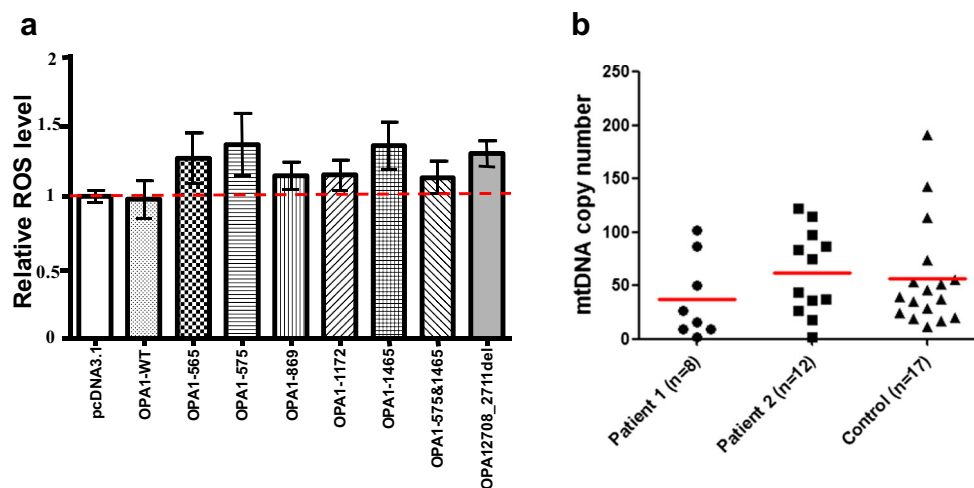 a
Relative ROS level
2
1.5
1
0.5
0
pcDNA3.1
OPA1-WT
OPA1-565
OPA1-575
OPA1-869
OPA1-1172
OPA1-1465
OPA1-575&1465
OPA12708_2711del
b
mtDNA copy number
250
200
150
100
50
0
Patient 1 (n=8)
Patient 2 (n=12)
Control (n=17)